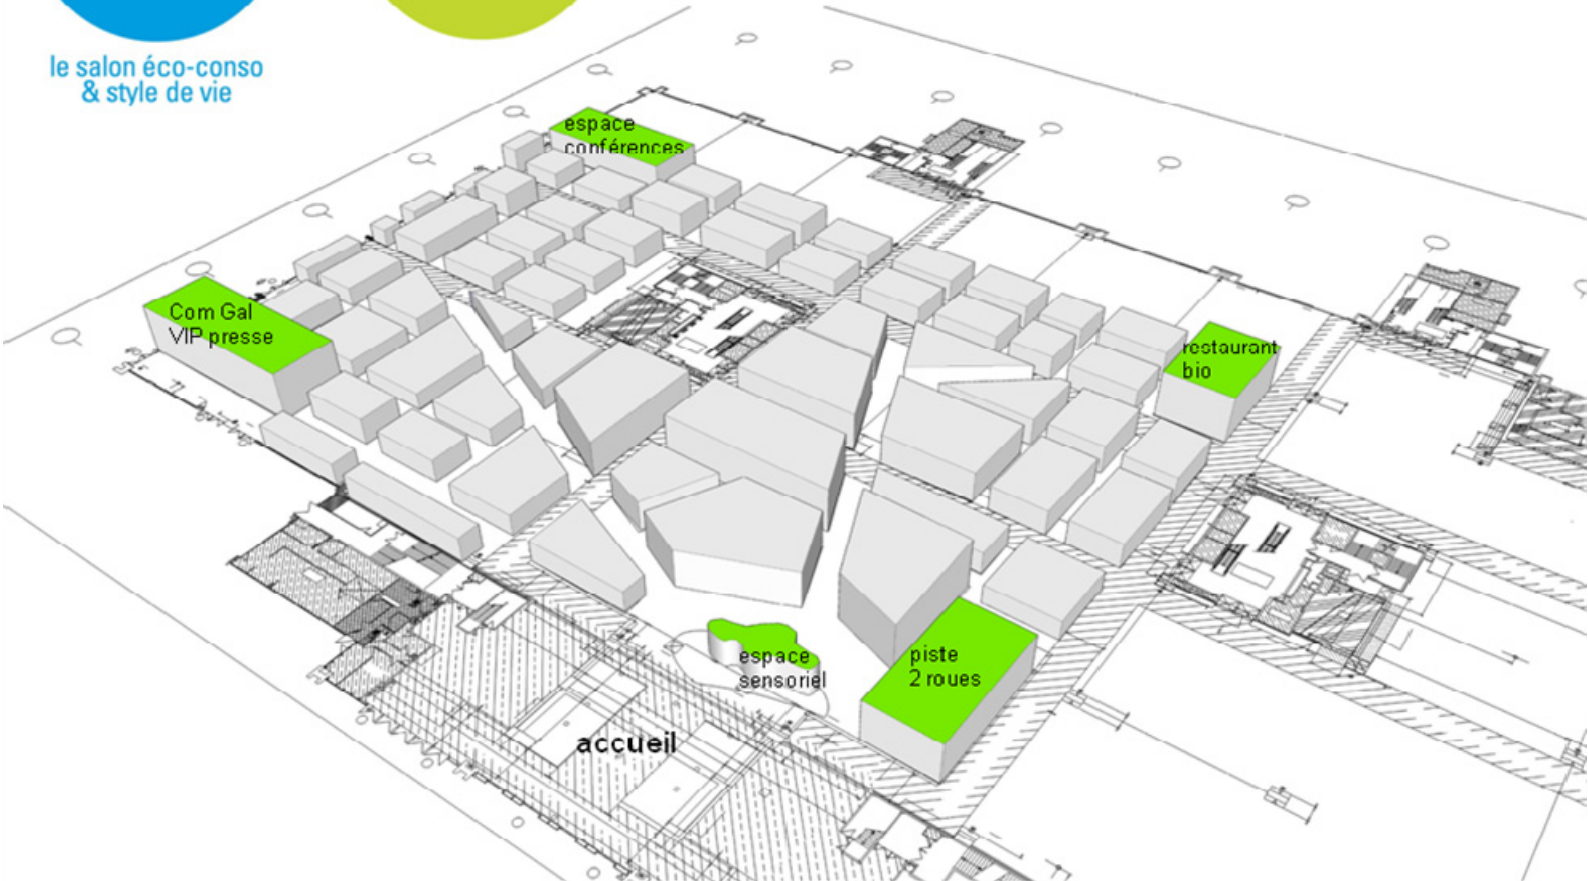 le salon éco-conso
& style de vie
espace
conférences
Com Gal
VIP presse
restaurant
bio
espace
sensoriel
piste
2 roues
accueil